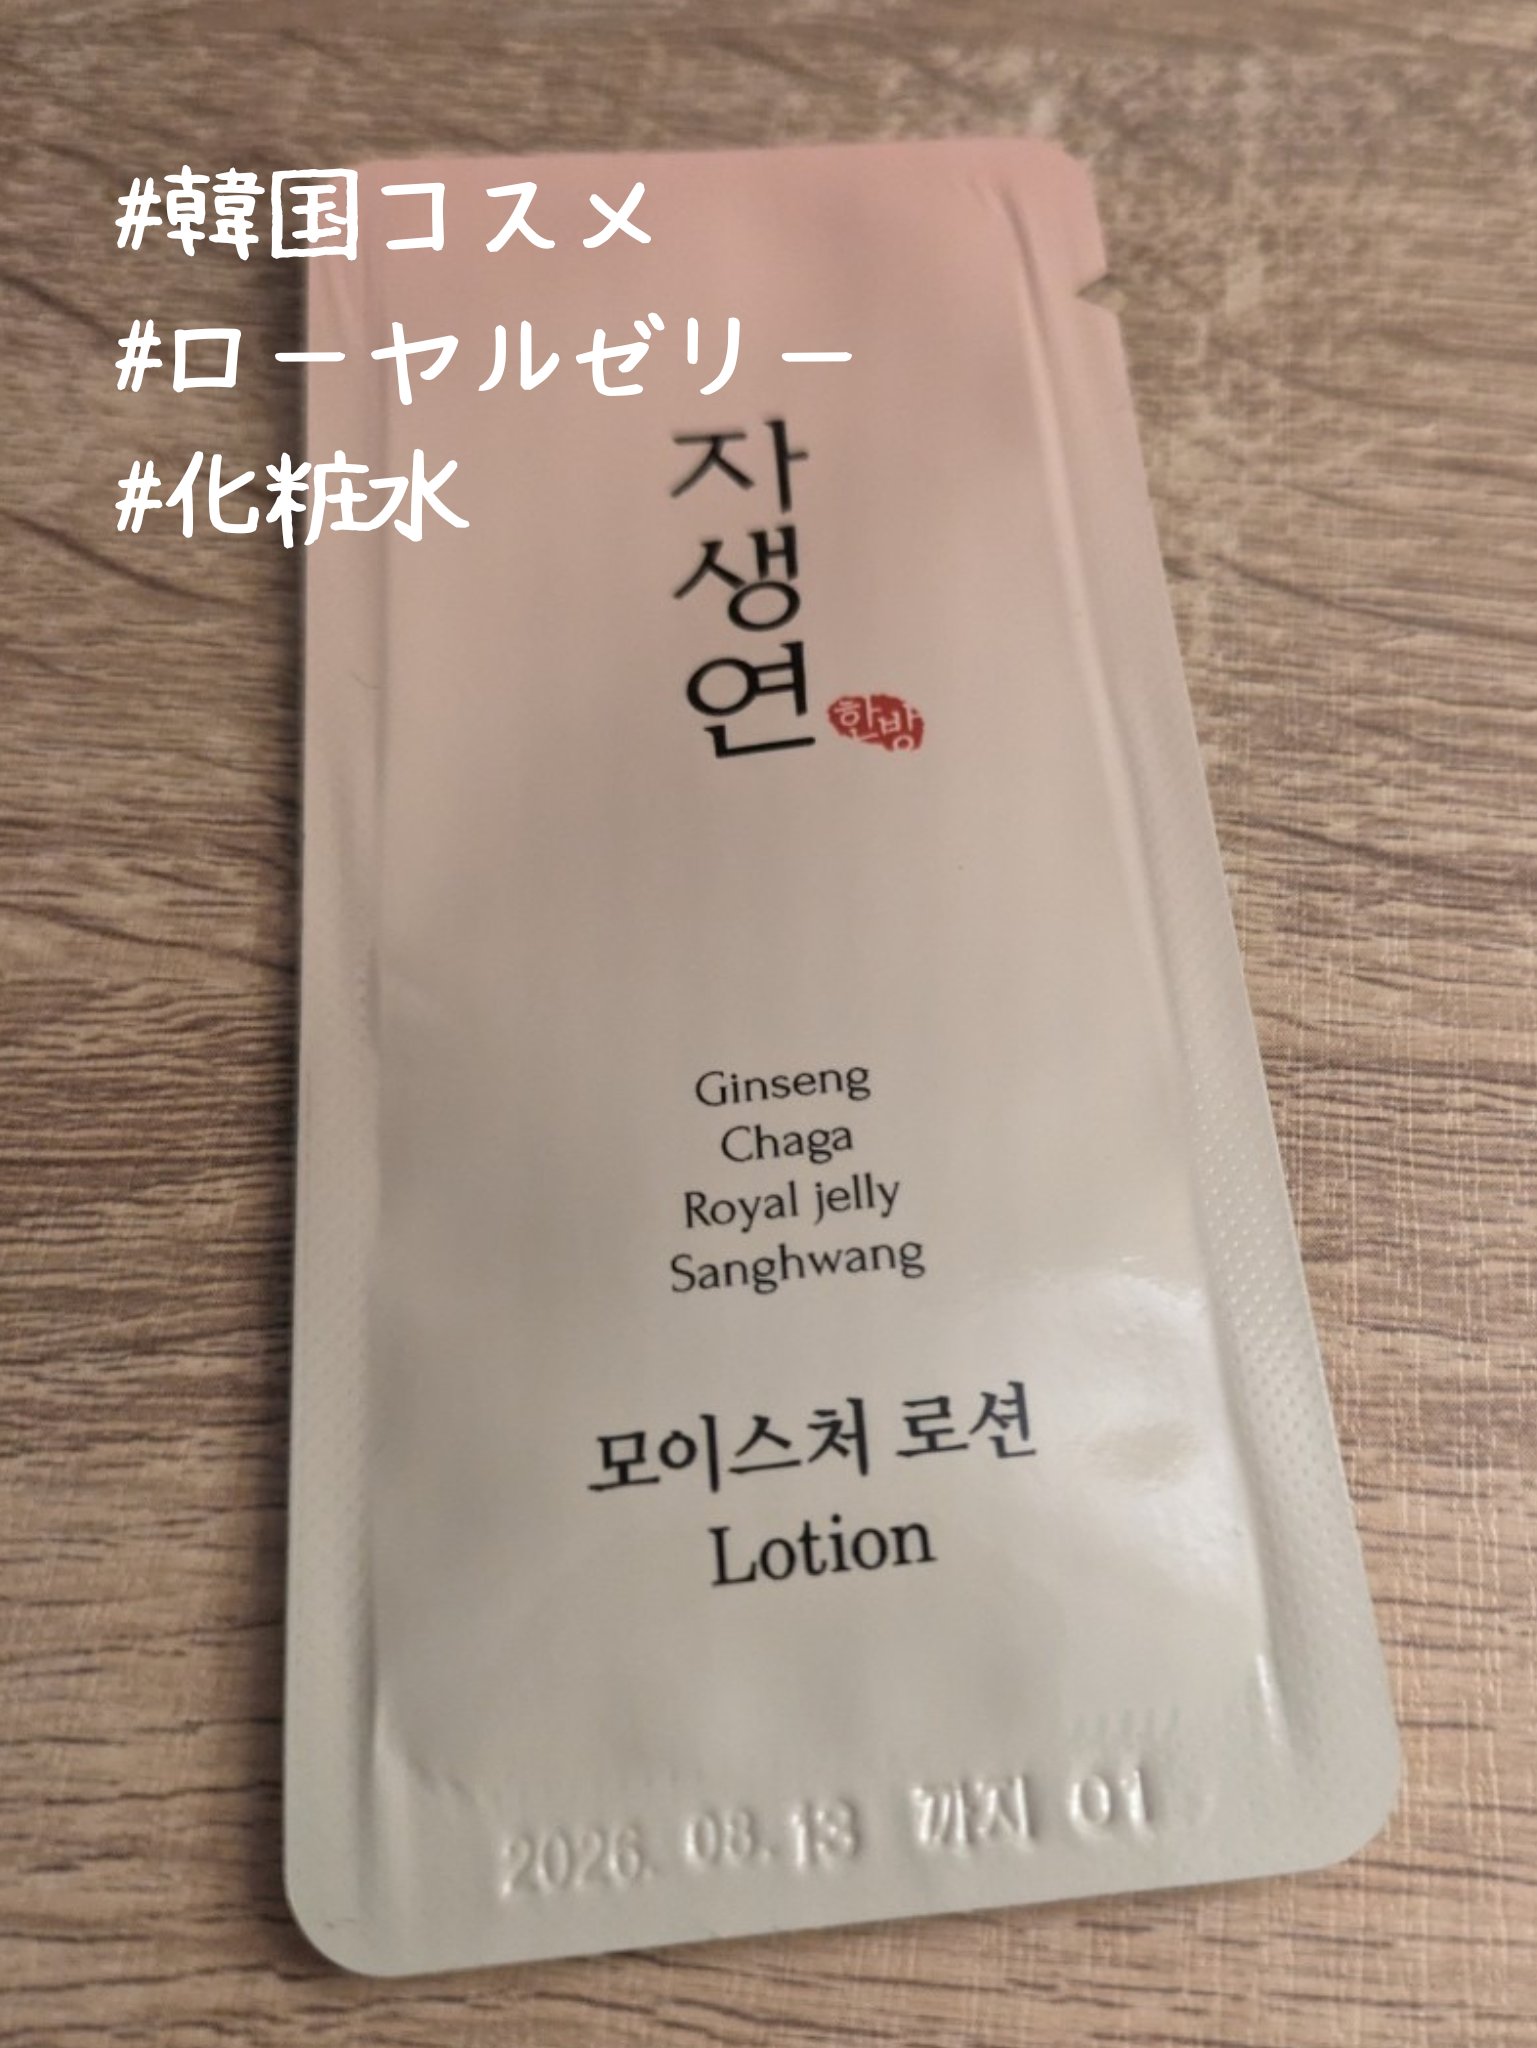 #韓国コスメ
#ローヤルゼリー
#化粧水
자
생
연
한방
Ginseng
Chaga
Royal jelly
Sanghwang
모이스처 로션
Lotion
2026. 08. 13 까지 01